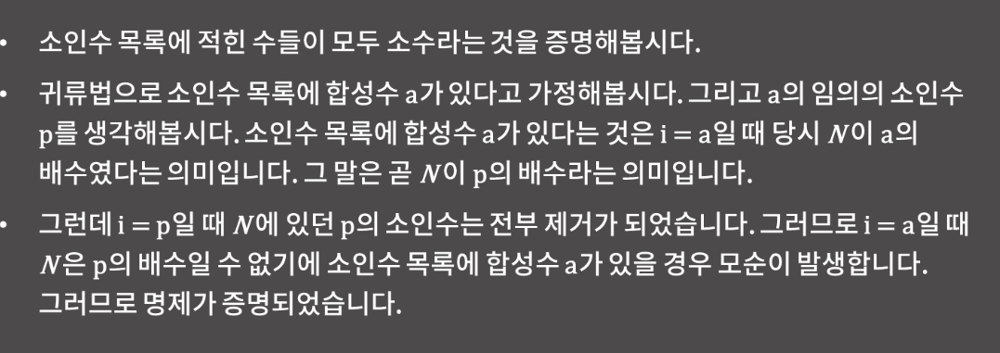 • 소인수 목록에 적힌 수들이 모두 소수라는 것을 증명해봅시다.
• 귀류법으로 소인수 목록에 합성수 a가 있다고 가정해봅시다. 그리고 a의 임의의 소인수
p를 생각해봅시다. 소인수 목록에 합성수 a가 있다는 것은 i = a일 때 당시 N이 a의
배수였다는 의미입니다. 그 말은 곧 N이 p의 배수라는 의미입니다.
• 그런데 i = p일 때 N에 있던 p의 소인수는 전부 제거가 되었습니다. 그러므로 i = a일 때
N은 p의 배수일 수 없기에 소인수 목록에 합성수 a가 있을 경우 모순이 발생합니다.
그러므로 명제가 증명되었습니다.